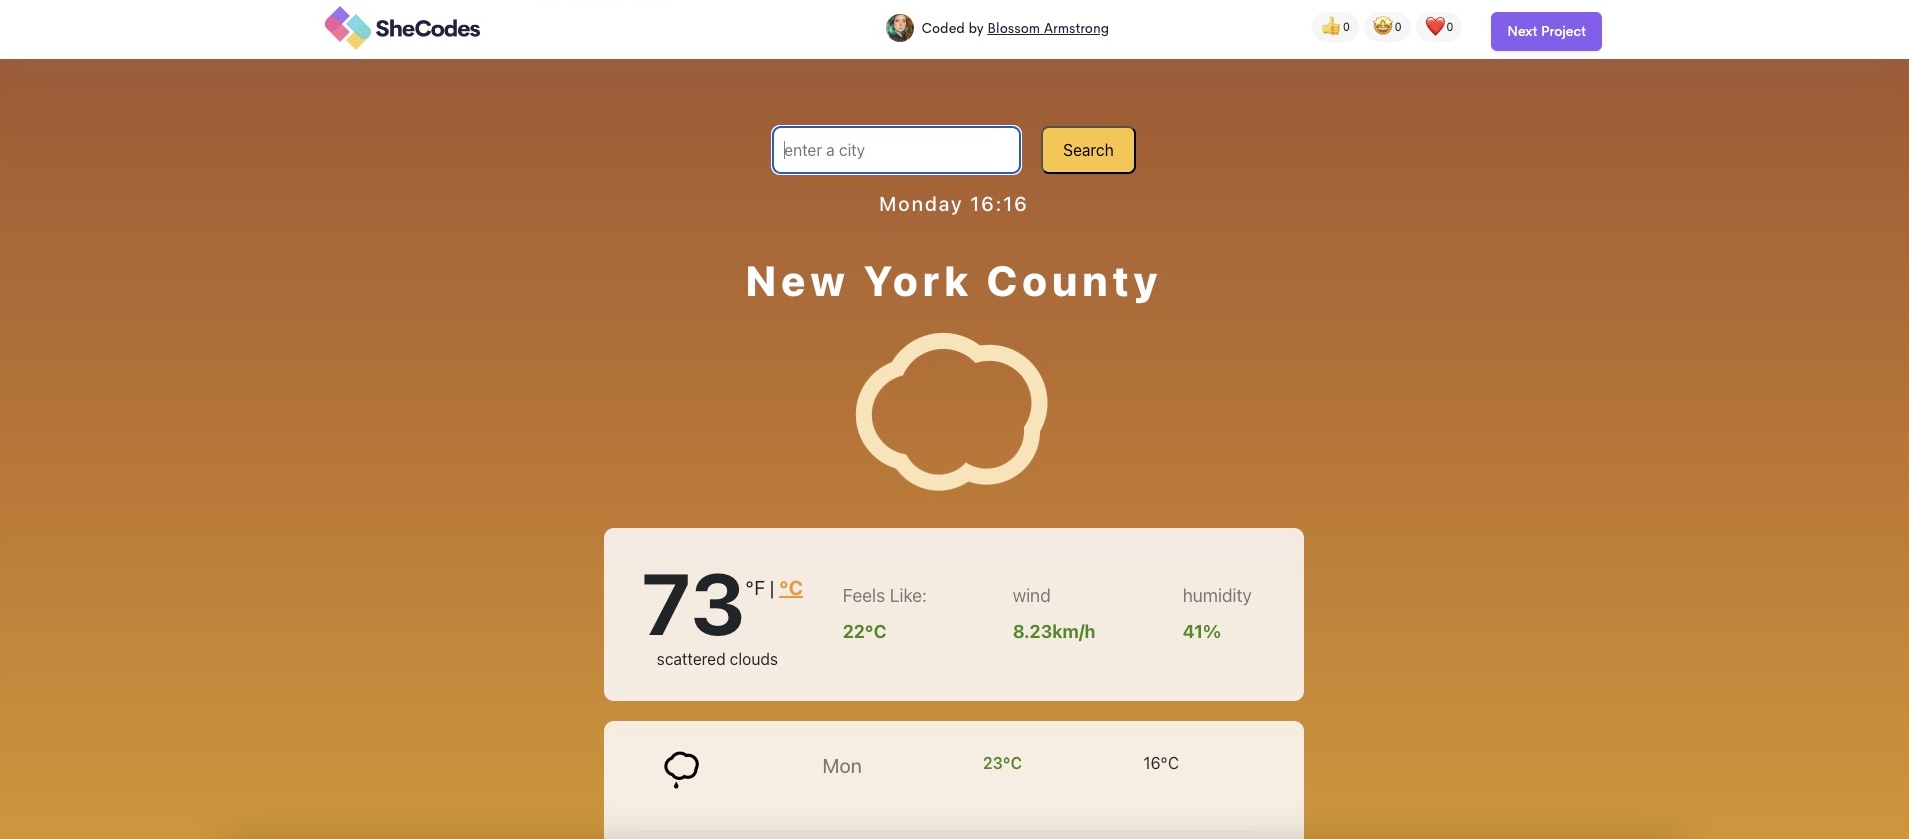 SheCodes
Coded by Blossom Armstrong
0
0
0
Next Project
enter a city
Search
Monday 16:16
New York County
73 °F | °C
scattered clouds
Feels Like:
22°C
wind
8.23km/h
humidity
41%
Mon
23°C
16°C